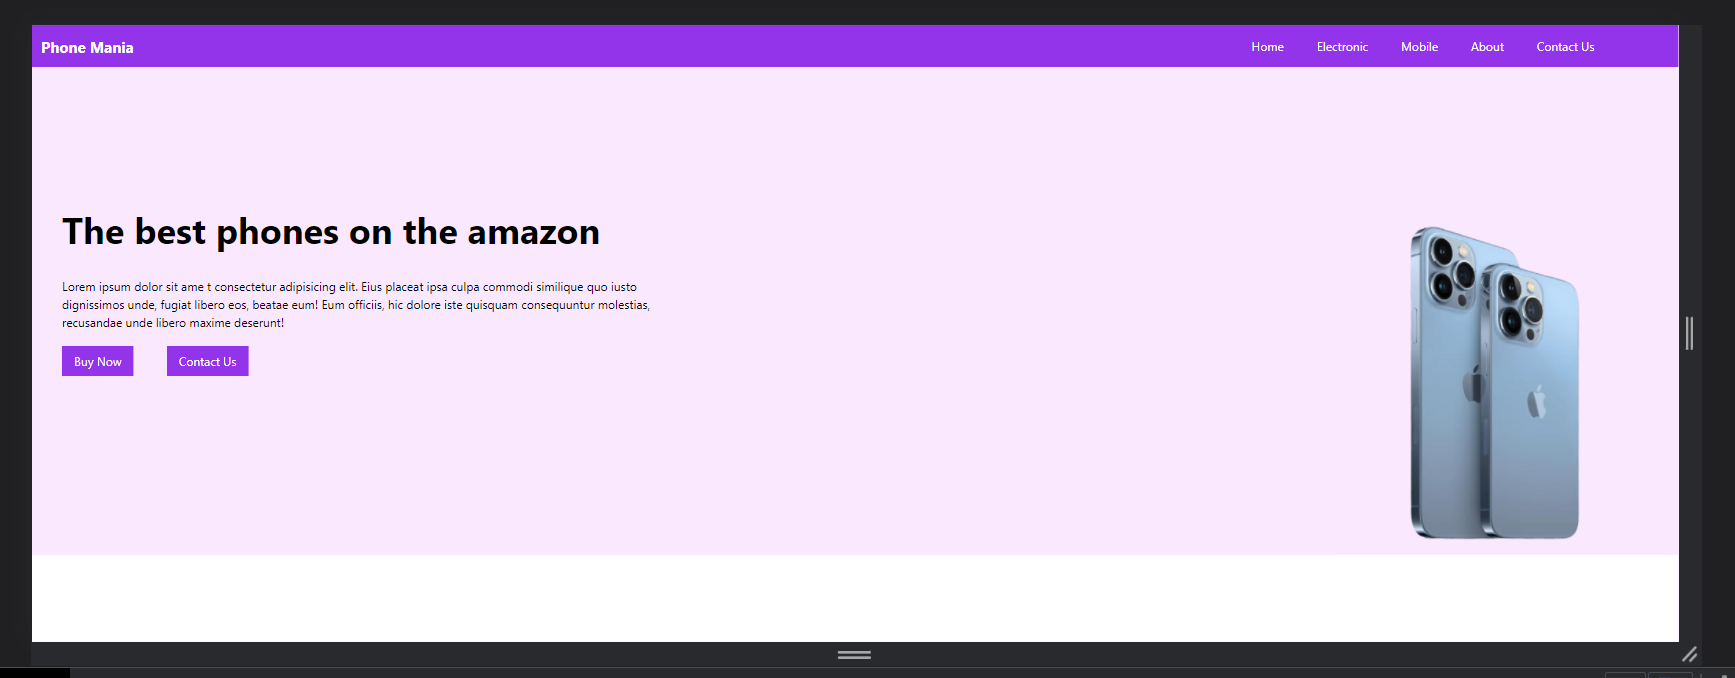 Phone Mania
Home Electronic Mobile About Contact Us
The best phones on the amazon
Lorem ipsum dolor sit ame t consectetur adipisicing elit. Eius placeat ipsa culpa commodi similique quo iusto
dignissimos unde, fugiat libero eos, beatae eum! Eum officiis, hic dolore iste quisquam consequuntur molestias,
recusandae unde libero maxime deserunt!
Buy Now Contact Us